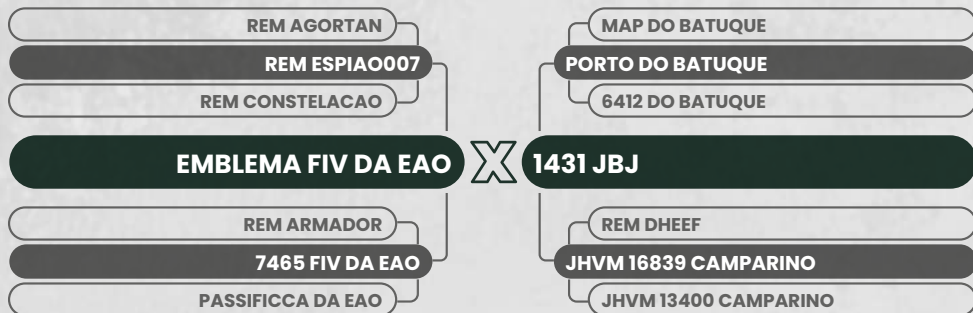 REM AGORTAN
REM ESPIAO007
REM CONSTELACAO
EMBLEMA FIV DA EAO
REM ARMADOR
7465 FIV DA EAO
PASSIFICCA DA EAO
X
MAP DO BATUQUE
PORTO DO BATUQUE
6412 DO BATUQUE
1431 JBJ
REM DHEEF
JHVM 16839 CAMPARINO
JHVM 13400 CAMPARINO